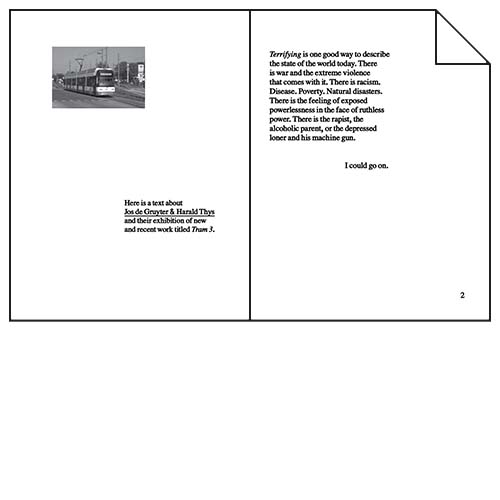 Here is a text about
Jos de Gruyter & Harald Thys
and their exhibition of new
and recent work titled Tram 3.
Terrifying is one good way to describe
the state of the world today. There
is war and the extreme violence
that comes with it. There is racism.
Disease. Poverty. Natural disasters.
There is the feeling of exposed
powerlessness in the face of ruthless
power. There is the rapist, the
alcoholic parent, or the depressed
loner and his machine gun.
I could go on.
2